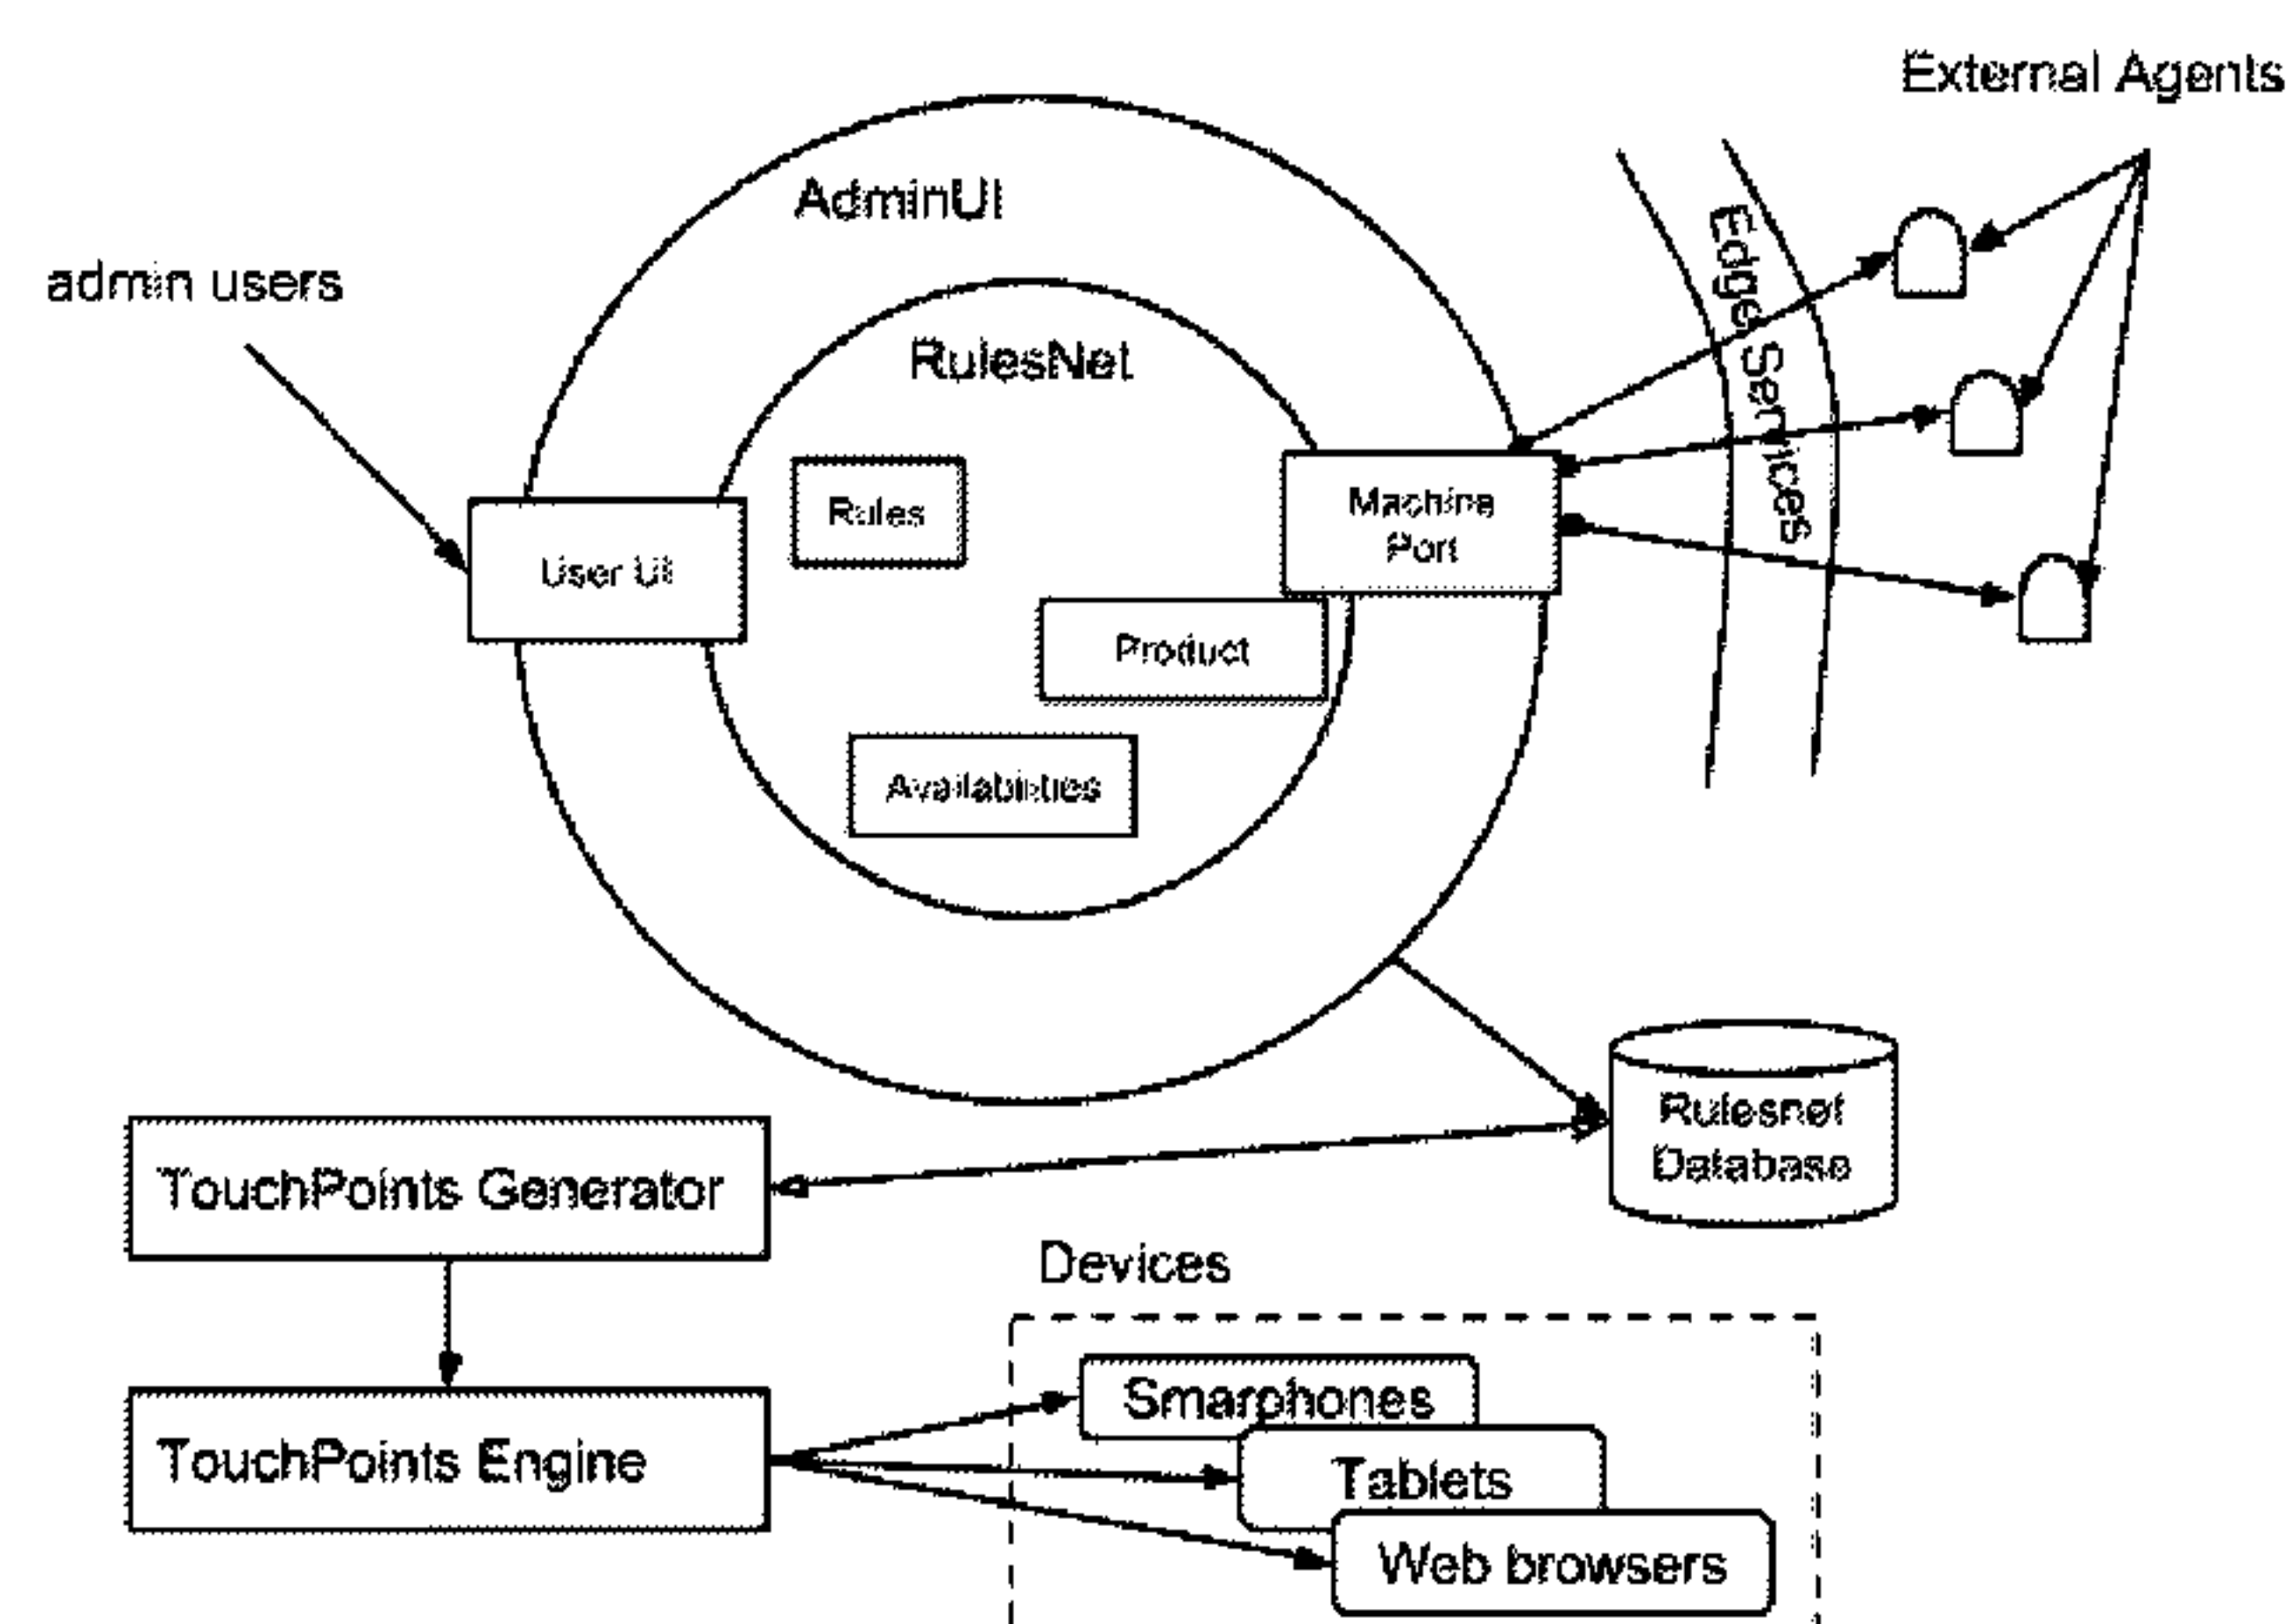 External Agents
AdminUI
admin users
RulesNet
Edge Services
Rules
Machine
Port
User UI
Product
Availabilities
Rulesnet
Database
TouchPoints Generator
Devices
Smarphones
TouchPoints Engine
Tablets
Web browsers